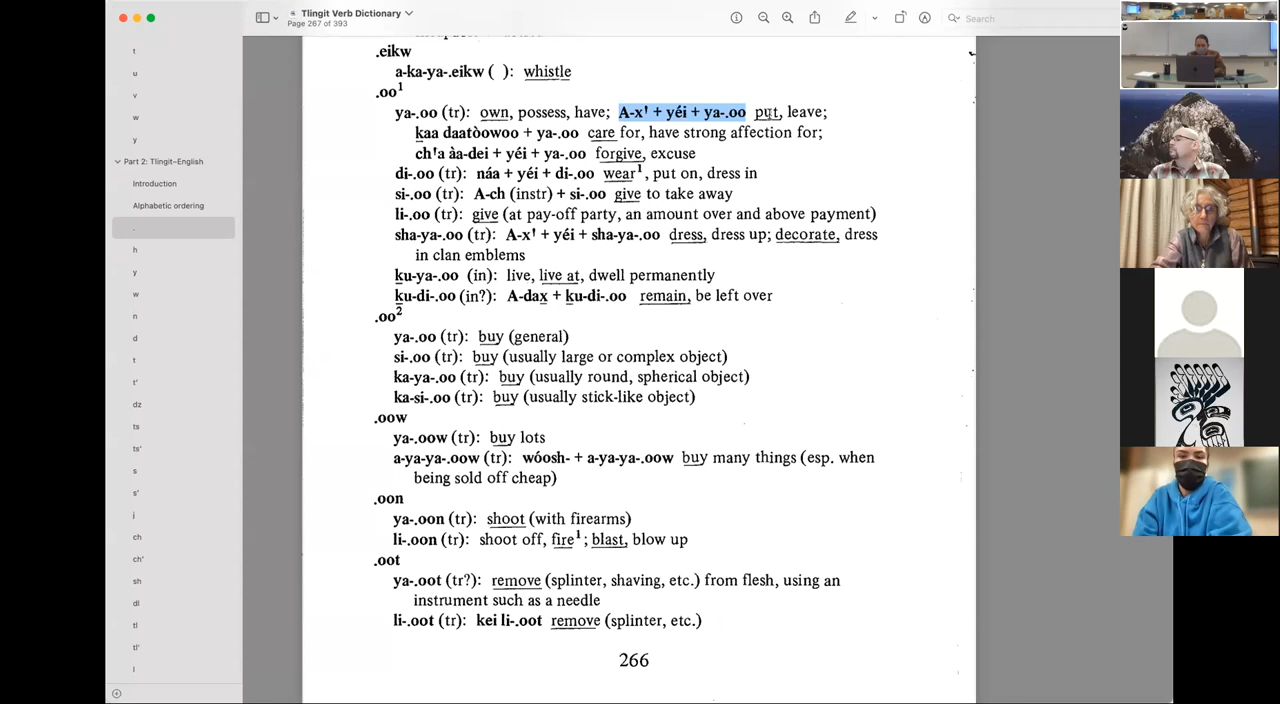 Tlingit Verb Dictionary
Page 267 of 393
Search
t
u
v
w
y
Part 2: Tlingit–English
Introduction
Alphabetic ordering
.
h
y
w
n
d
t
t'
dz
ts
ts'
s
s'
j
ch
ch'
sh
dl
tl
tl'
l
.eikw
a-ka-ya-.eikw ( ): whistle
.oo¹
ya-.oo (tr): own, possess, have; A-x' + yéi + ya-.oo put, leave;
ḵaa daatòowoo + ya-.oo care for, have strong affection for;
ch'a àa-dei + yéi + ya-.oo forgive, excuse
di-.oo (tr): náa + yéi + di-.oo wear¹, put on, dress in
si-.oo (tr): A-ch (instr) + si-.oo give to take away
li-.oo (tr): give (at pay-off party, an amount over and above payment)
sha-ya-.oo (tr): A-x' + yéi + sha-ya-.oo dress, dress up; decorate, dress
in clan emblems
ḵu-ya-.oo (in): live, live at, dwell permanently
ḵu-di-.oo (in?): A-dax̱ + ḵu-di-.oo remain, be left over
.oo²
ya-.oo (tr): buy (general)
si-.oo (tr): buy (usually large or complex object)
ka-ya-.oo (tr): buy (usually round, spherical object)
ka-si-.oo (tr): buy (usually stick-like object)
.oow
ya-.oow (tr): buy lots
a-ya-ya-.oow (tr): wóosh- + a-ya-ya-.oow buy many things (esp. when
being sold off cheap)
.oon
ya-.oon (tr): shoot (with firearms)
li-.oon (tr): shoot off, fire¹; blast, blow up
.oot
ya-.oot (tr?): remove (splinter, shaving, etc.) from flesh, using an
instrument such as a needle
li-.oot (tr): kei li-.oot remove (splinter, etc.)
266